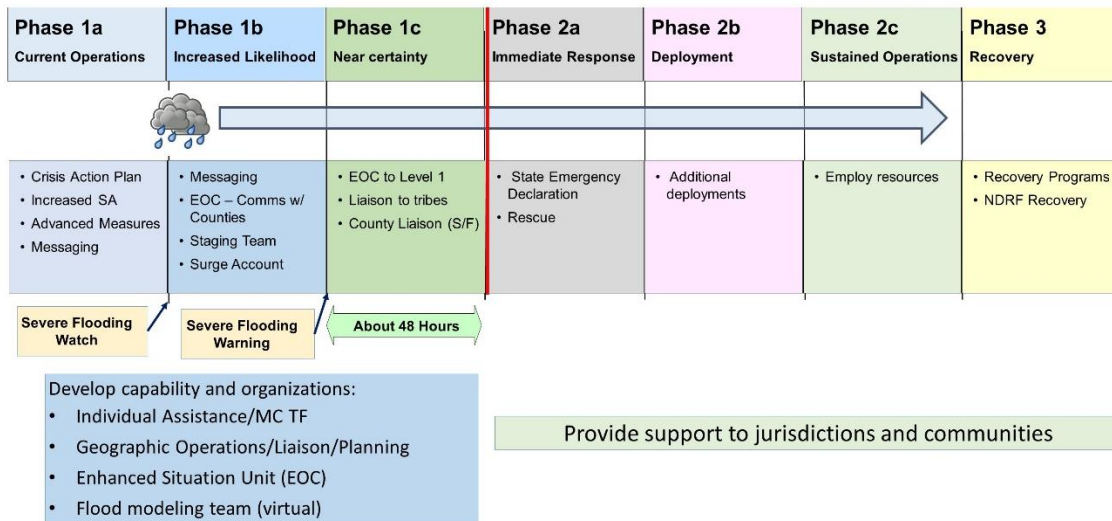 Phase 1a
Current Operations
Phase 1b
Increased Likelihood
Phase 1c
Near certainty
Phase 2a
Immediate Response
Phase 2b
Deployment
Phase 2c
Sustained Operations
Phase 3
Recovery
• Crisis Action Plan
• Increased SA
• Advanced Measures
• Messaging
• Messaging
• EOC – Comms w/
Counties
• Staging Team
• Surge Account
• EOC to Level 1
• Liaison to tribes
• County Liaison (S/F)
• State Emergency
Declaration
• Rescue
• Additional
deployments
• Employ resources
• Recovery Programs
• NDRF Recovery
Severe Flooding
Watch
Severe Flooding
Warning
About 48 Hours
Develop capability and organizations:
• Individual Assistance/MC TF
• Geographic Operations/Liaison/Planning
• Enhanced Situation Unit (EOC)
• Flood modeling team (virtual)
Provide support to jurisdictions and communities